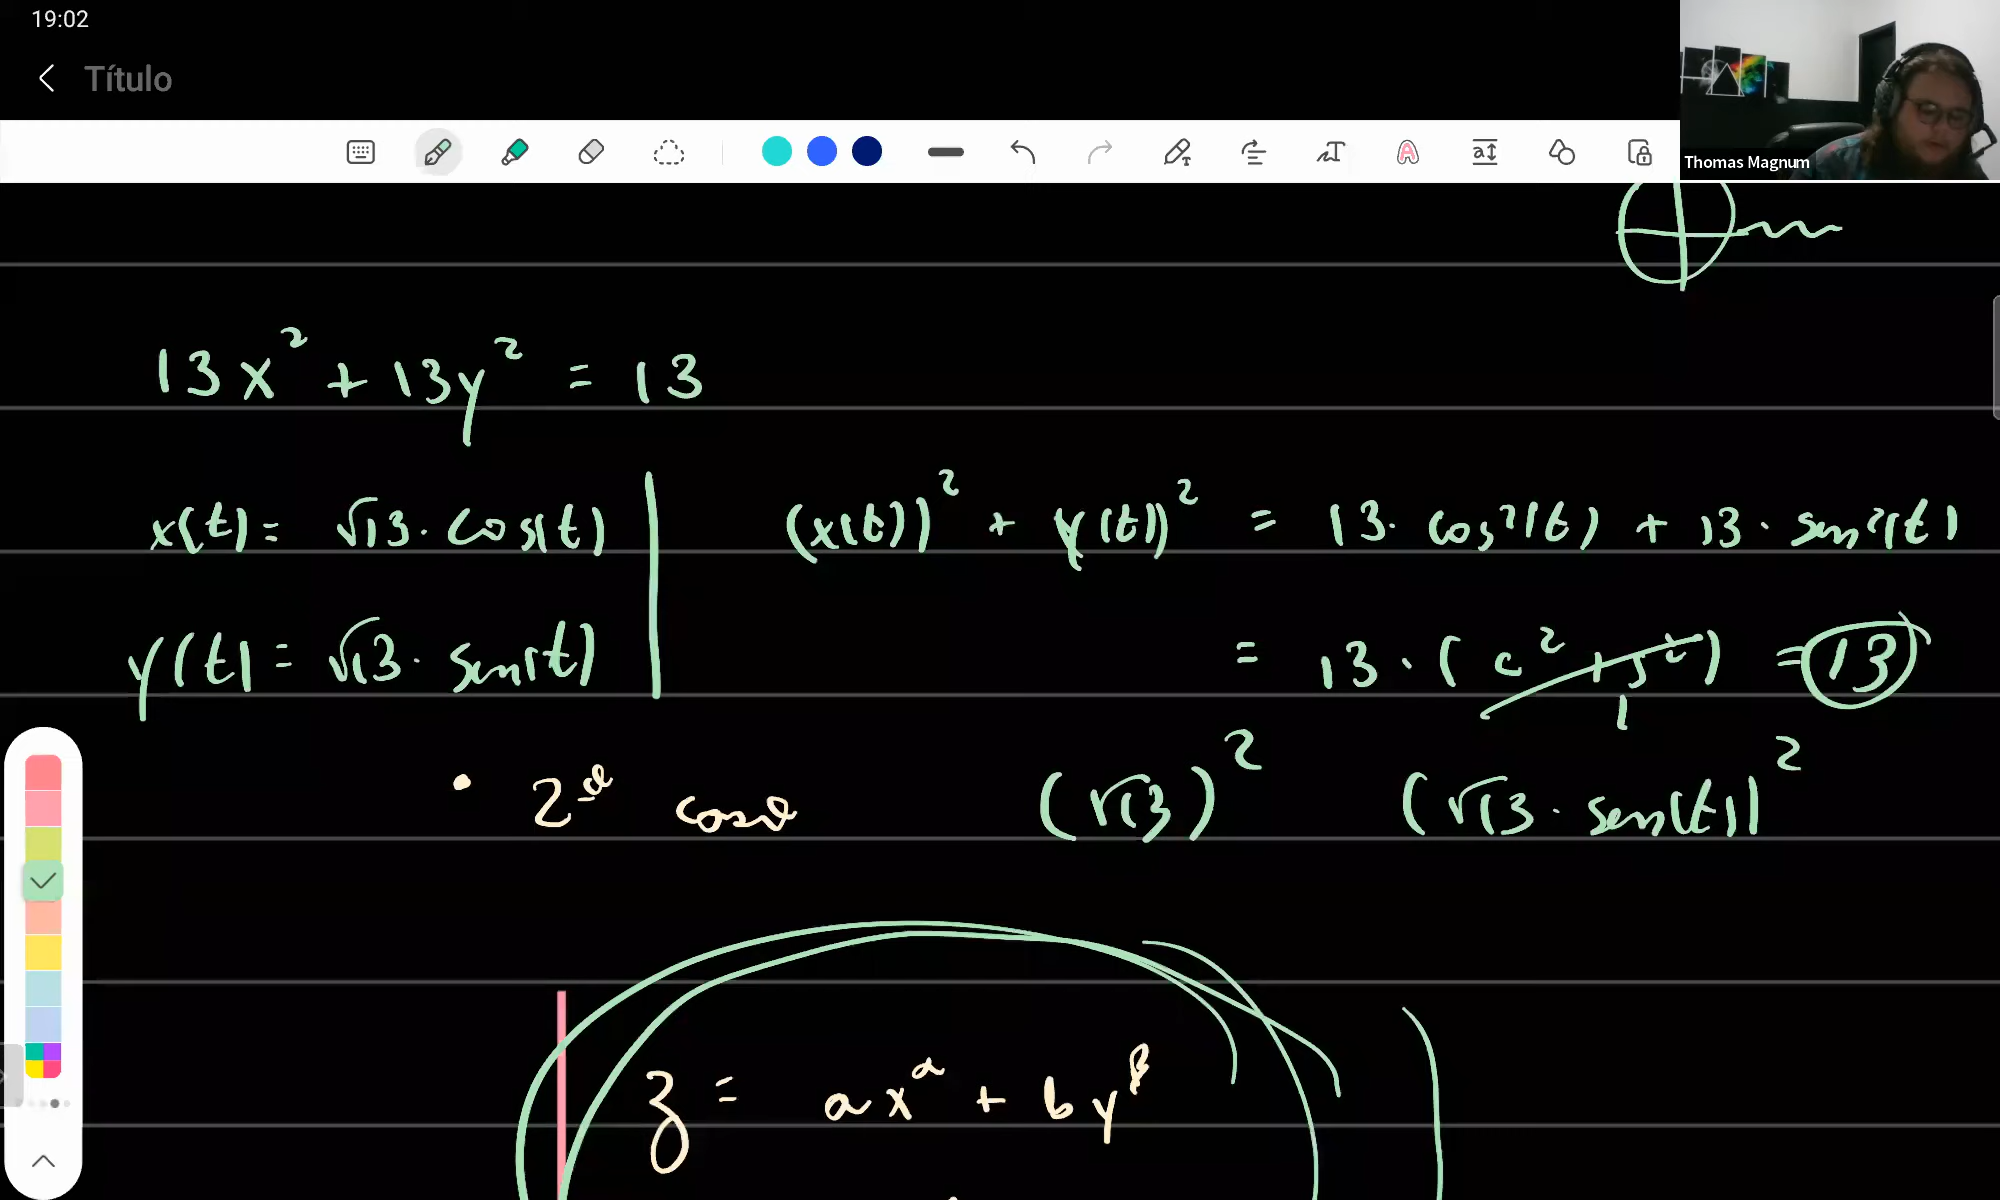 19:02
Título
Thomas Magnum
13x² + 13y² = 13
x(t) = √13 · cos(t)
(x(t))² + (y(t))² = 13 · cos²(t) + 13 · sen²(t)
y(t) = √13 · sen(t)
= 13 · (c² + s²) = 13
1
• 2º caso
(√13)² (√13 · sen(t))²
z = ax^α + by^β